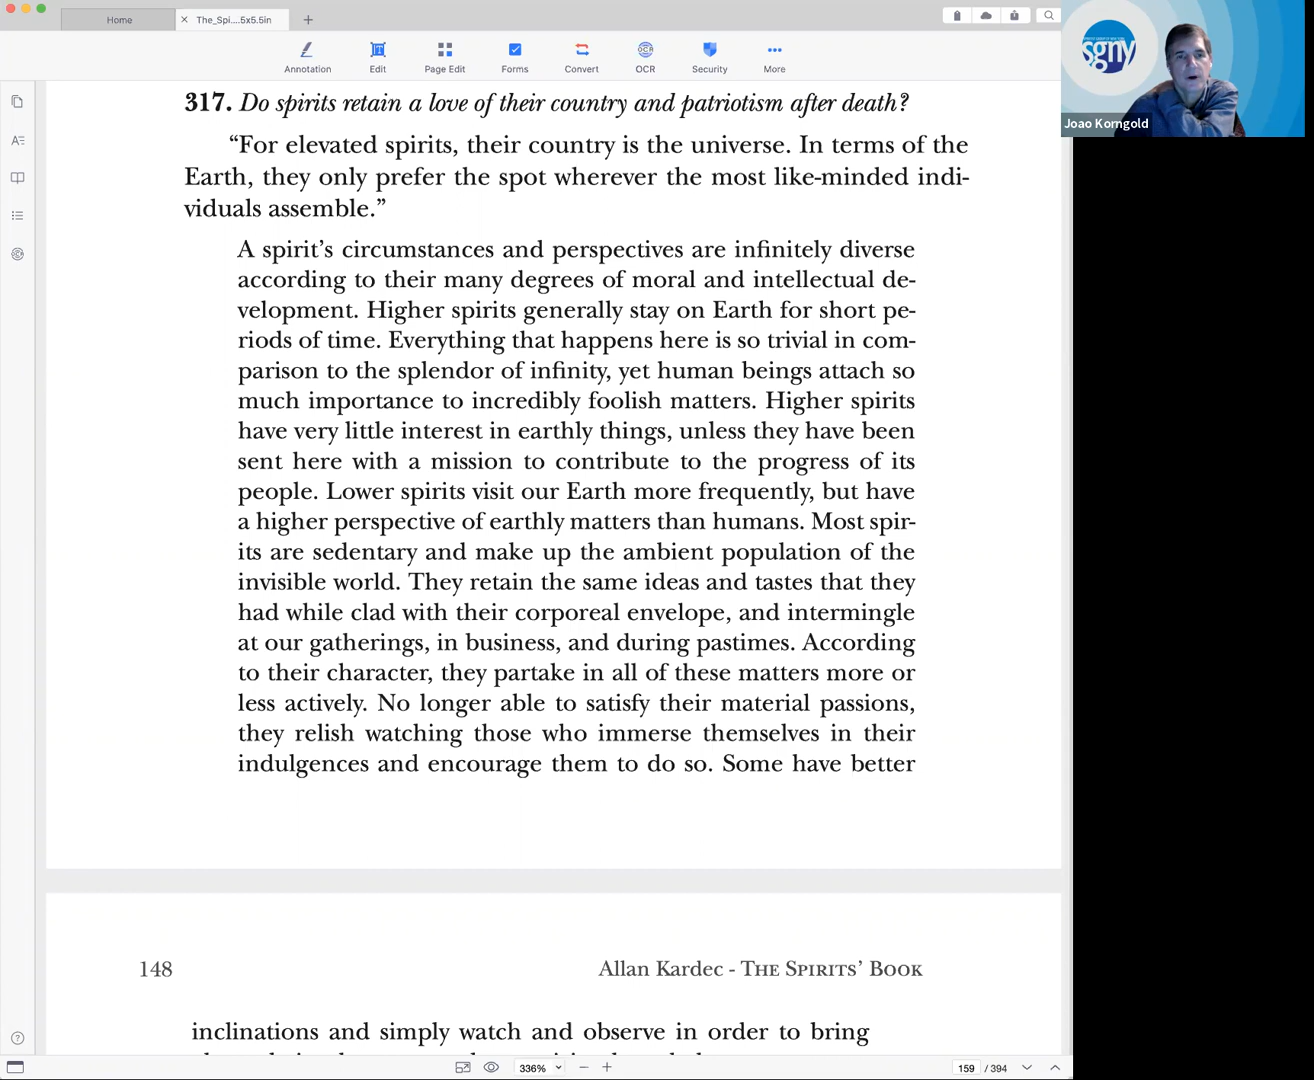 Home
The_Spi....5x5.5in
Annotation
Edit
Page Edit
Forms
Convert
OCR
OCR
Security
More
sgny
Joao Korngold
317. Do spirits retain a love of their country and patriotism after death?
“For elevated spirits, their country is the universe. In terms of the
Earth, they only prefer the spot wherever the most like-minded indi-
viduals assemble.”
A spirit’s circumstances and perspectives are infinitely diverse
according to their many degrees of moral and intellectual de-
velopment. Higher spirits generally stay on Earth for short pe-
riods of time. Everything that happens here is so trivial in com-
parison to the splendor of infinity, yet human beings attach so
much importance to incredibly foolish matters. Higher spirits
have very little interest in earthly things, unless they have been
sent here with a mission to contribute to the progress of its
people. Lower spirits visit our Earth more frequently, but have
a higher perspective of earthly matters than humans. Most spir-
its are sedentary and make up the ambient population of the
invisible world. They retain the same ideas and tastes that they
had while clad with their corporeal envelope, and intermingle
at our gatherings, in business, and during pastimes. According
to their character, they partake in all of these matters more or
less actively. No longer able to satisfy their material passions,
they relish watching those who immerse themselves in their
indulgences and encourage them to do so. Some have better
148
Allan Kardec - The Spirits’ Book
inclinations and simply watch and observe in order to bring
336%
159 / 394